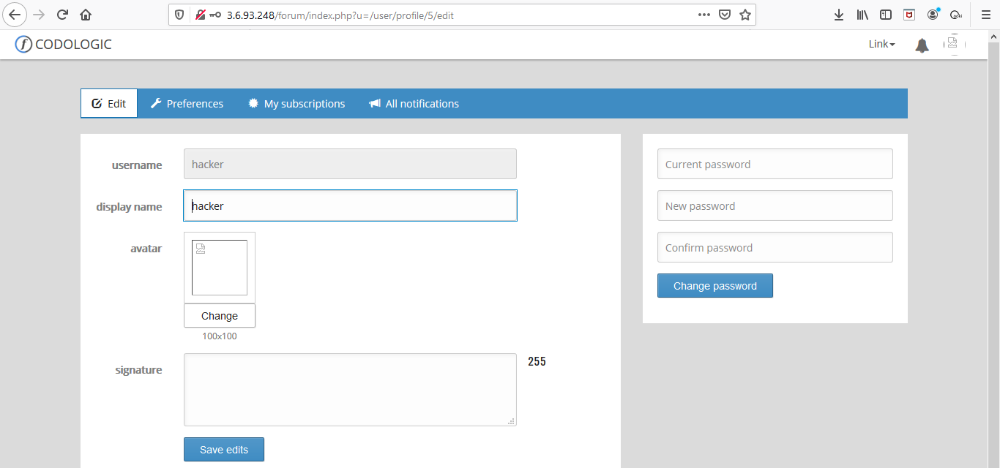 3.6.93.248/forum/index.php?u=/user/profile/5/edit
CODOLOGIC
Link
Edit
Preferences
My subscriptions
All notifications
username
hacker
display name
hacker
avatar
Change
100x100
signature
255
Save edits
Current password
New password
Confirm password
Change password